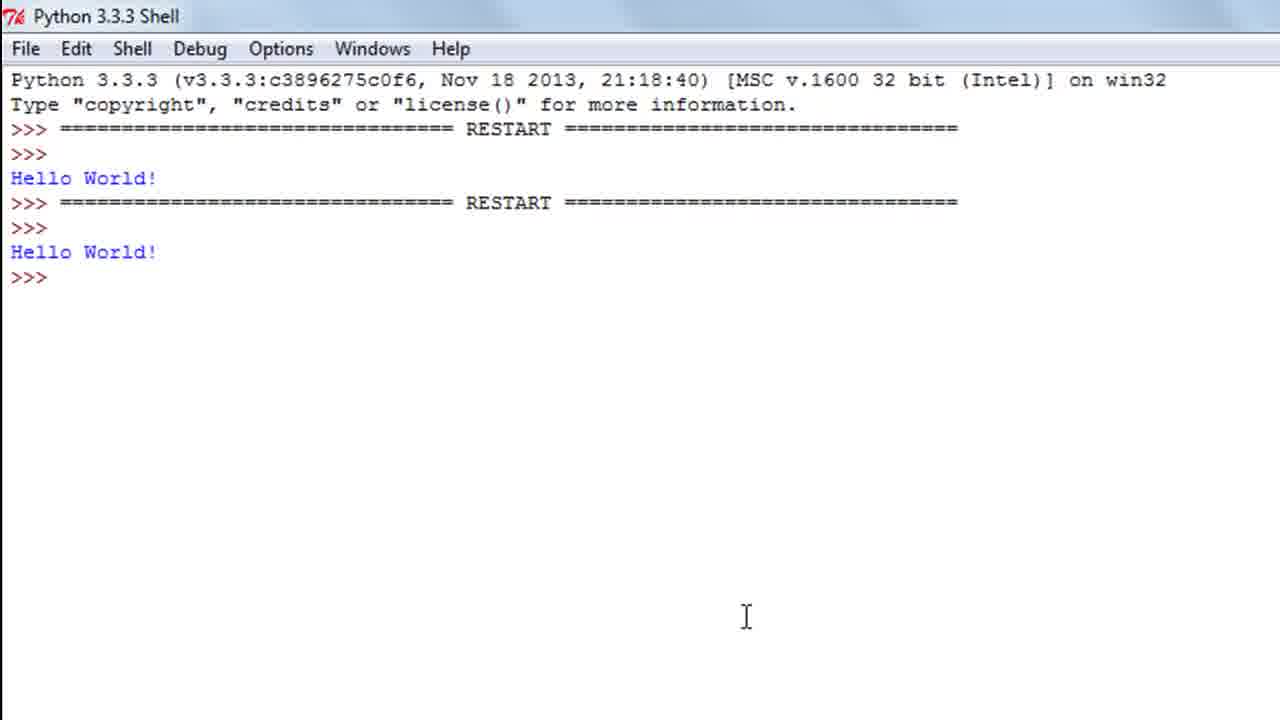 Python 3.3.3 Shell
File Edit Shell Debug Options Windows Help
Python 3.3.3 (v3.3.3:c3896275c0f6, Nov 18 2013, 21:18:40) [MSC v.1600 32 bit (Intel)] on win32
Type "copyright", "credits" or "license()" for more information.
>>> ================================ RESTART ================================
>>>
Hello World!
>>> ================================ RESTART ================================
>>>
Hello World!
>>>